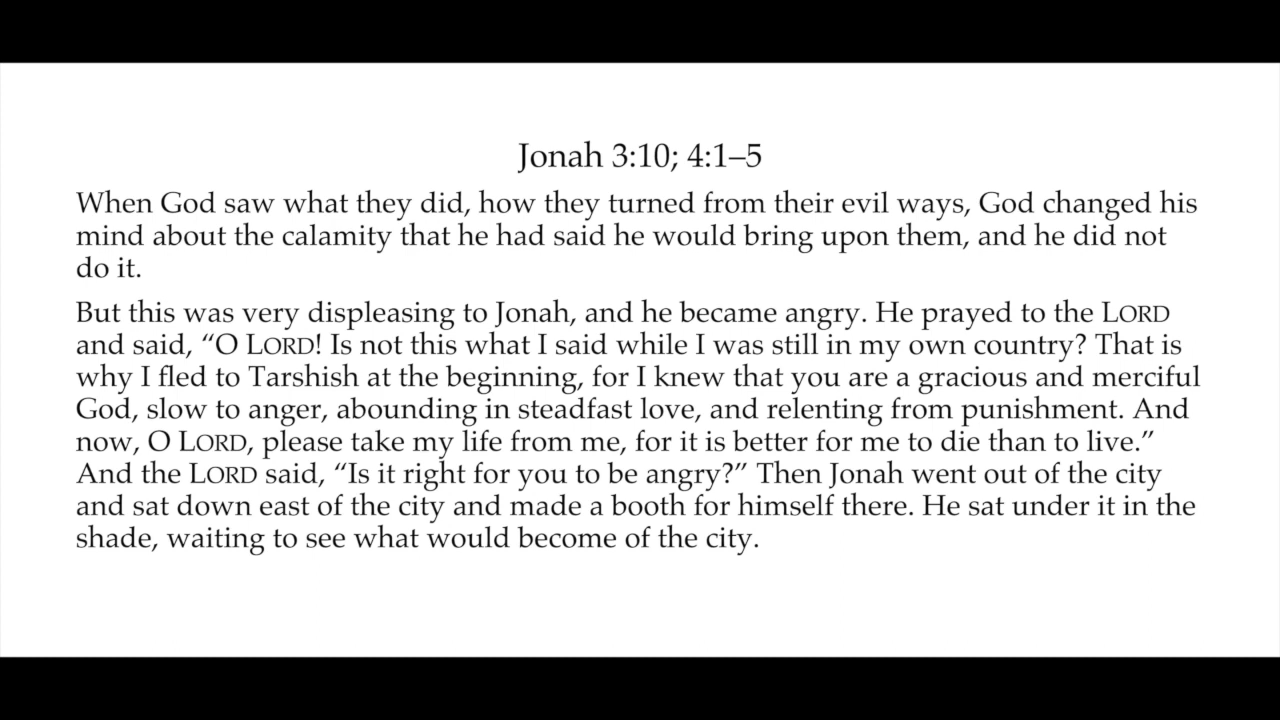 Jonah 3:10; 4:1–5
When God saw what they did, how they turned from their evil ways, God changed his
mind about the calamity that he had said he would bring upon them, and he did not
do it.
But this was very displeasing to Jonah, and he became angry. He prayed to the LORD
and said, “O LORD! Is not this what I said while I was still in my own country? That is
why I fled to Tarshish at the beginning, for I knew that you are a gracious and merciful
God, slow to anger, abounding in steadfast love, and relenting from punishment. And
now, O LORD, please take my life from me, for it is better for me to die than to live.”
And the LORD said, “Is it right for you to be angry?” Then Jonah went out of the city
and sat down east of the city and made a booth for himself there. He sat under it in the
shade, waiting to see what would become of the city.